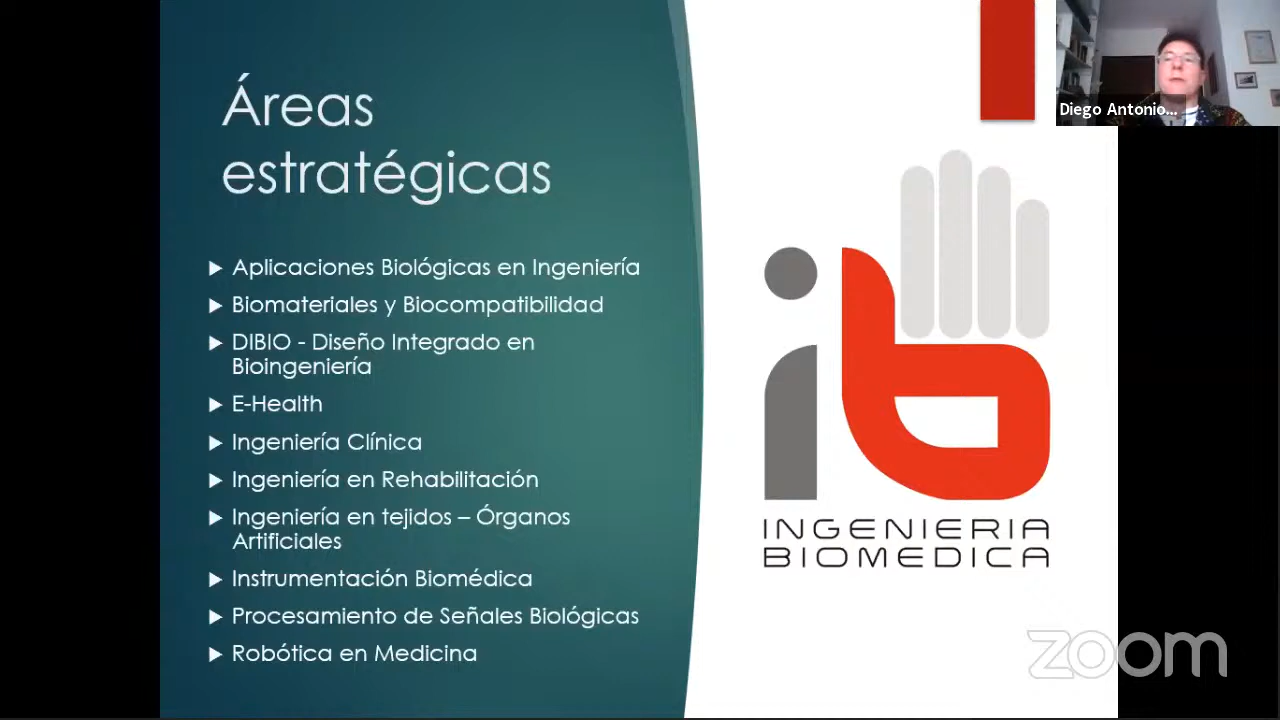 Áreas
estratégicas
Aplicaciones Biológicas en Ingeniería
Biomateriales y Biocompatibilidad
DIBIO - Diseño Integrado en
Bioingeniería
E-Health
Ingeniería Clínica
Ingeniería en Rehabilitación
Ingeniería en tejidos – Órganos
Artificiales
Instrumentación Biomédica
Procesamiento de Señales Biológicas
Robótica en Medicina
Diego Antonio...
ib
INGENIERIA
BIOMEDICA
zoom